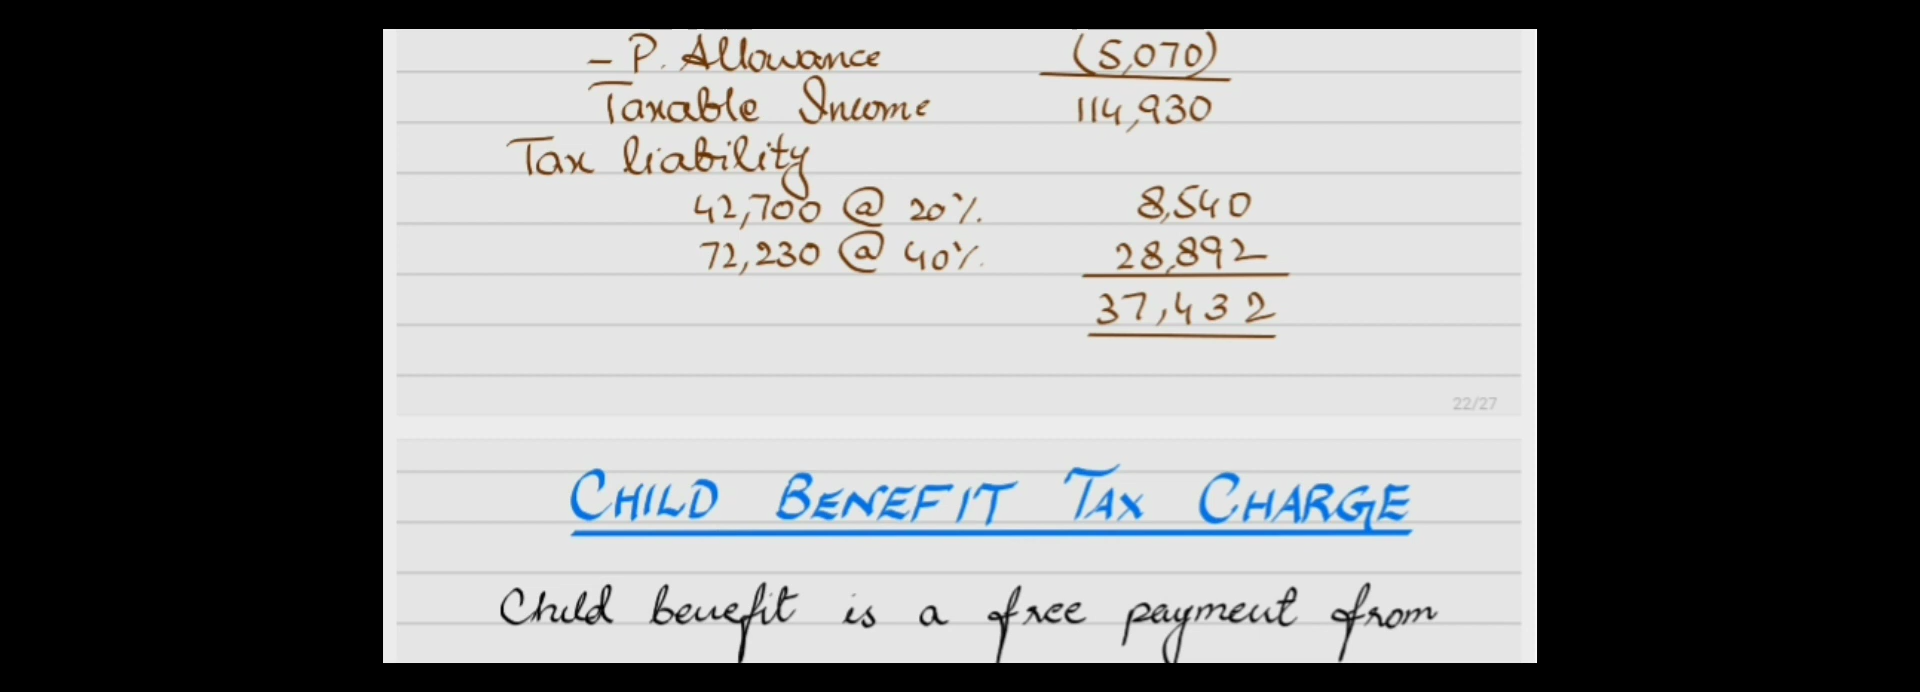 - P. Allowance (5,070)
Taxable Income 114,930
Tax liability
42,700 @ 20% 8,540
72,230 @ 40% 28,892
37,432
22/27
CHILD BENEFIT TAX CHARGE
Child benefit is a free payment from